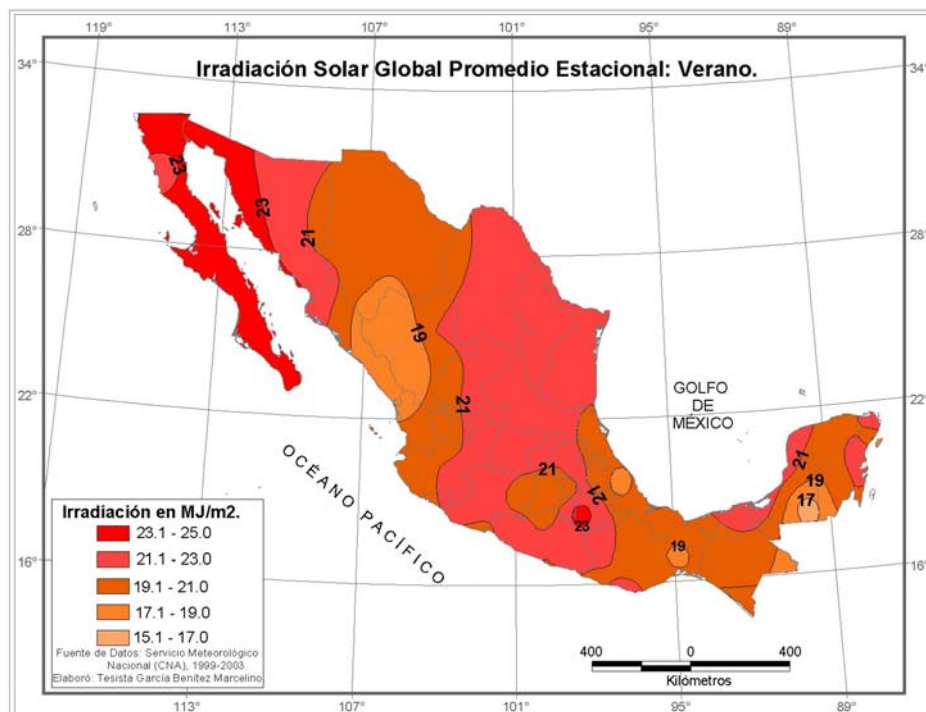 119° 113° 107° 101° 95° 89°
34° 34°
Irradiación Solar Global Promedio Estacional: Verano.
23
23
21
28° 28°
19
GOLFO
DE
MÉXICO
22° 22°
21
OCÉANO PACÍFICO
21
21
23
19
21
19
17
16° 16°
Irradiación en MJ/m2.
23.1 - 25.0
21.1 - 23.0
19.1 - 21.0
17.1 - 19.0
15.1 - 17.0
Fuente de Datos: Servicio Meteorológico
Nacional (CNA), 1999-2003.
Elaboró: Tesista García Benítez Marcelino.
400 0 400
Kilómetros
113° 107° 101° 95° 89°